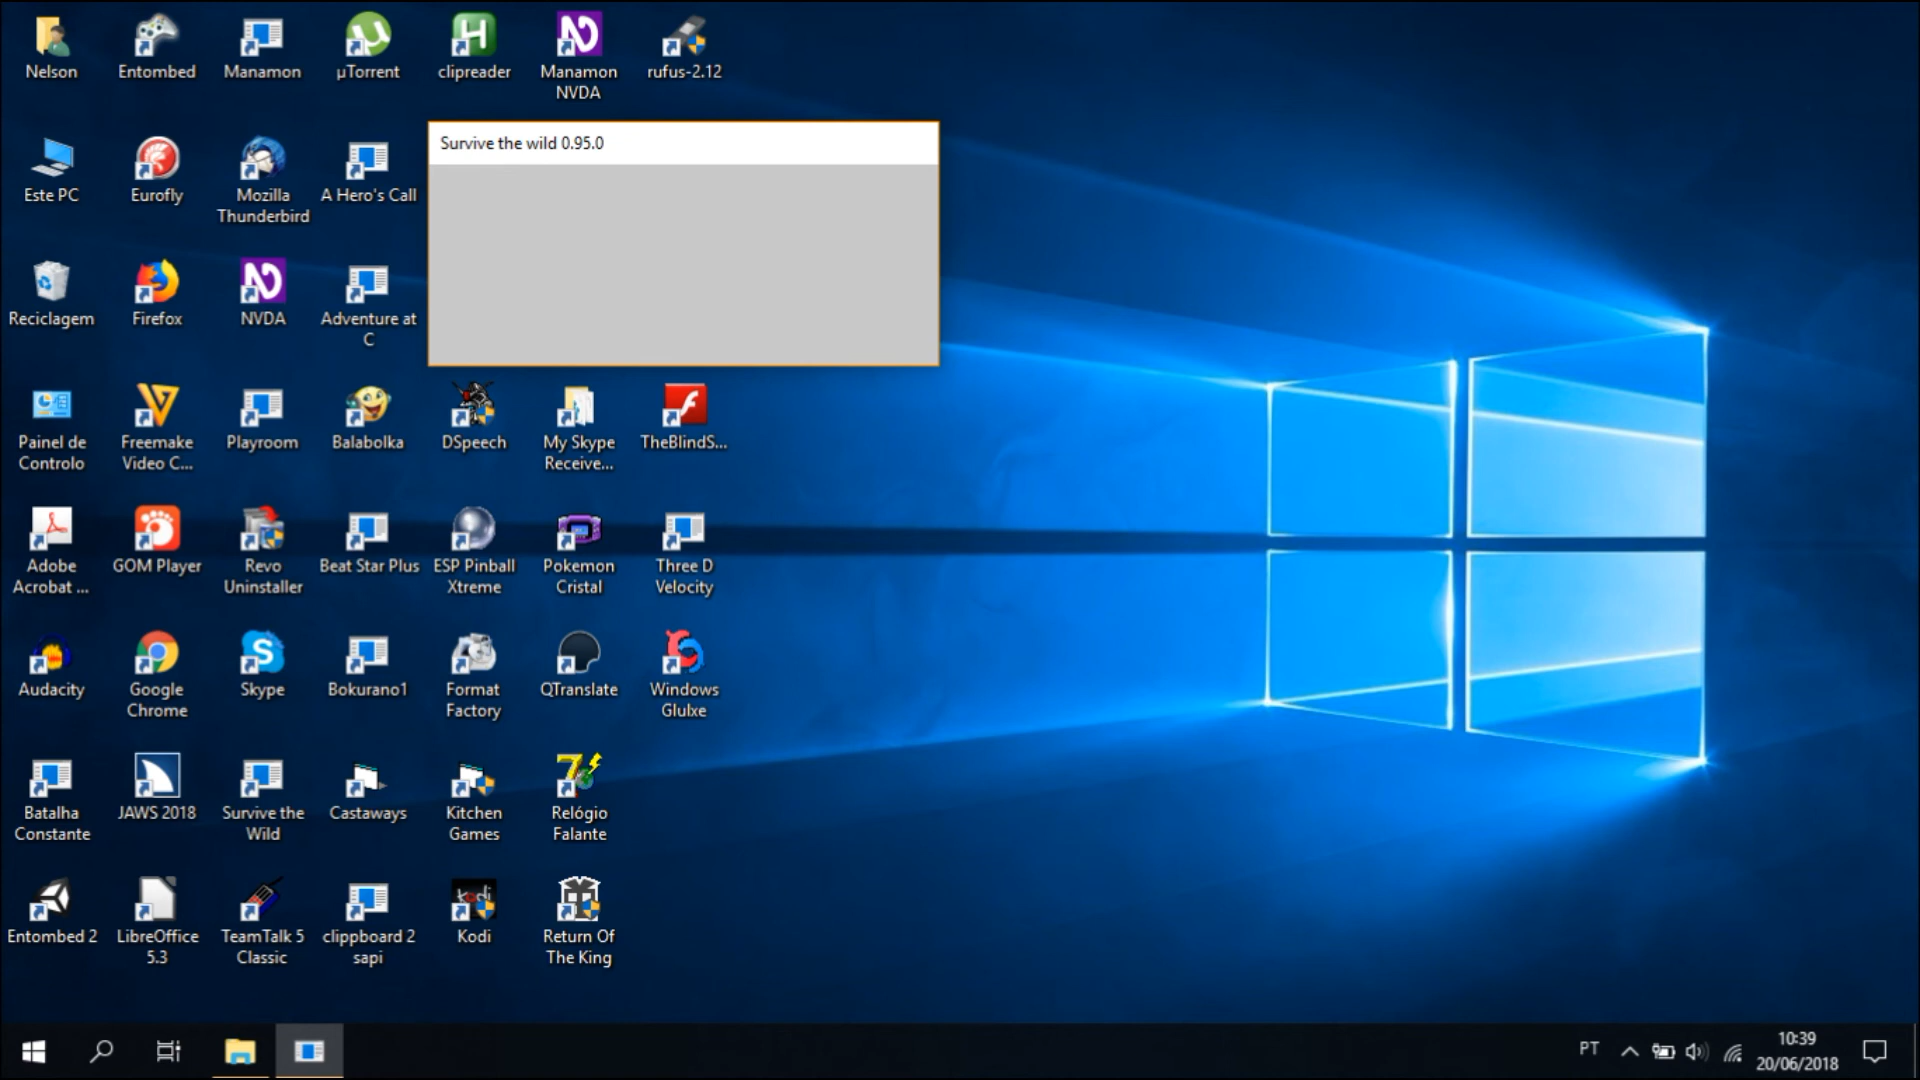 Nelson
Entombed
Manamon
µTorrent
clipreader
Manamon
NVDA
rufus-2.12
Survive the wild 0.95.0
Este PC
Eurofly
Mozilla
Thunderbird
A Hero's Call
Reciclagem
Firefox
NVDA
Adventure at
C
Painel de
Controlo
Freemake
Video C...
Playroom
Balabolka
DSpeech
My Skype
Receive...
TheBlindS...
Adobe
Acrobat ...
GOM Player
Revo
Uninstaller
Beat Star Plus
ESP Pinball
Xtreme
Pokemon
Cristal
Three D
Velocity
Audacity
Google
Chrome
Skype
Bokurano1
Format
Factory
QTranslate
Windows
Glulxe
Batalha
Constante
JAWS 2018
Survive the
Wild
Castaways
Kitchen
Games
Relógio
Falante
Entombed 2
LibreOffice
5.3
TeamTalk 5
Classic
clippboard 2
sapi
Kodi
Return Of
The King
PT
10:39
20/06/2018